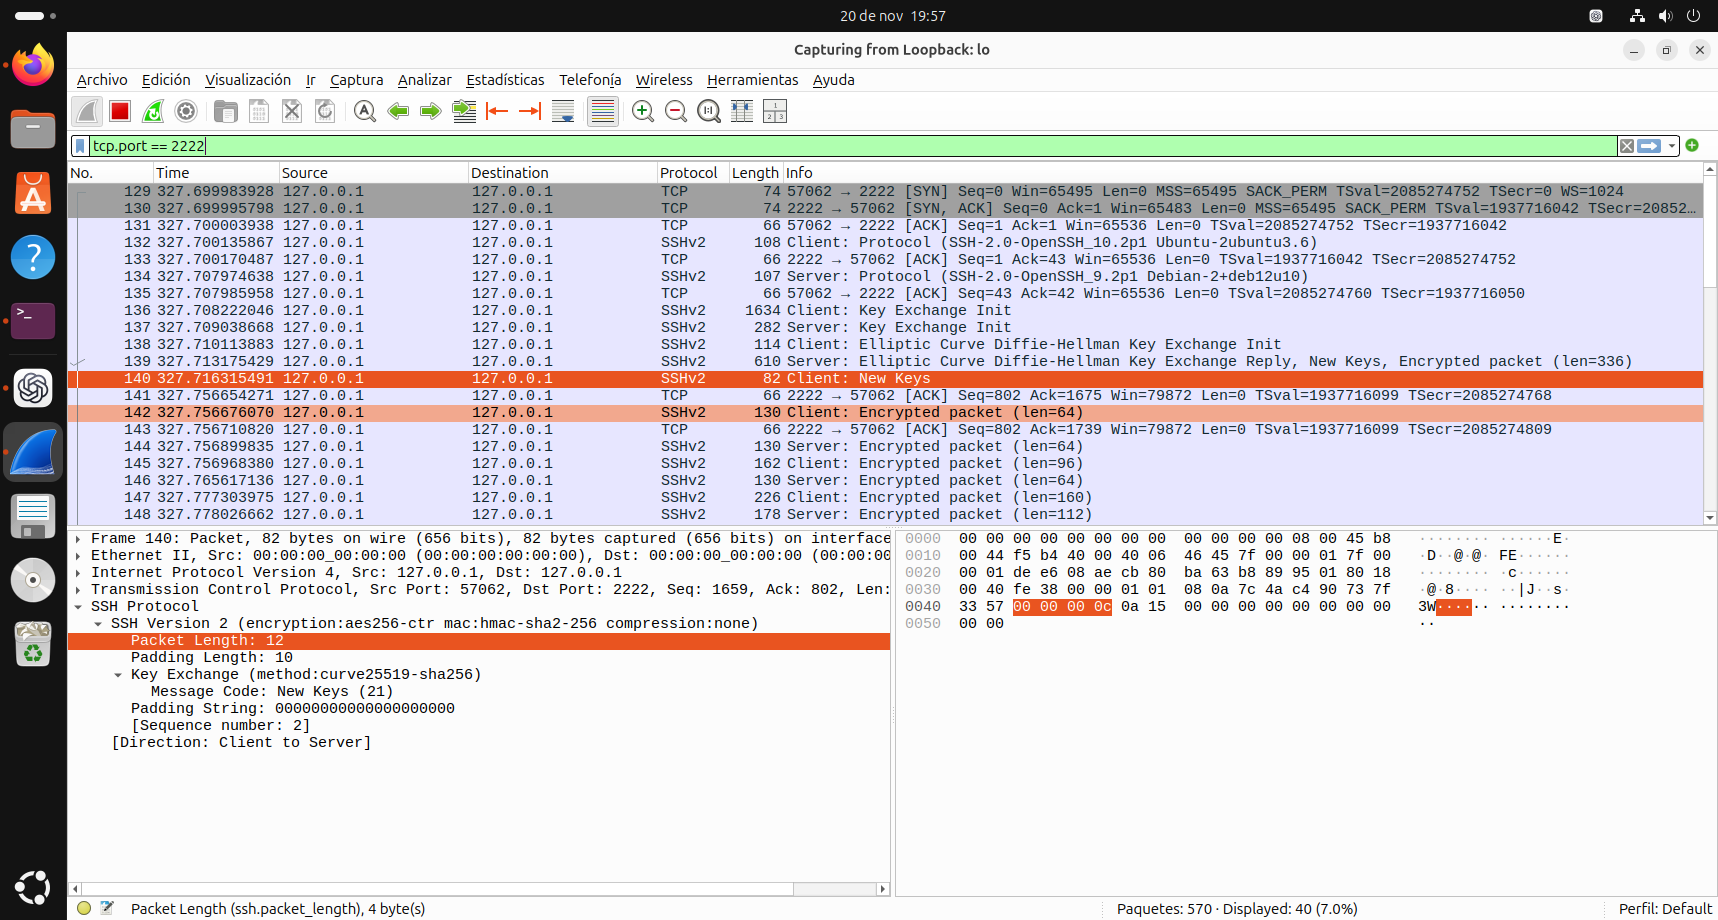 20 de nov 19:57
Capturing from Loopback: lo
Archivo Edición Visualización Ir Captura Analizar Estadísticas Telefonía Wireless Herramientas Ayuda
tcp.port == 2222
No. Time Source Destination Protocol Length Info
129 327.699983928 127.0.0.1 127.0.0.1 TCP 74 57062 → 2222 [SYN] Seq=0 Win=65495 Len=0 MSS=65495 SACK_PERM TSval=2085274752 TSecr=0 WS=1024
130 327.699995798 127.0.0.1 127.0.0.1 TCP 74 2222 → 57062 [SYN, ACK] Seq=0 Ack=1 Win=65483 Len=0 MSS=65495 SACK_PERM TSval=1937716042 TSecr=20852…
131 327.700003938 127.0.0.1 127.0.0.1 TCP 66 57062 → 2222 [ACK] Seq=1 Ack=1 Win=65536 Len=0 TSval=2085274752 TSecr=1937716042
132 327.700135867 127.0.0.1 127.0.0.1 SSHv2 108 Client: Protocol (SSH-2.0-OpenSSH_10.2p1 Ubuntu-2ubuntu3.6)
133 327.700170487 127.0.0.1 127.0.0.1 TCP 66 2222 → 57062 [ACK] Seq=1 Ack=43 Win=65536 Len=0 TSval=1937716042 TSecr=2085274752
134 327.707974638 127.0.0.1 127.0.0.1 SSHv2 107 Server: Protocol (SSH-2.0-OpenSSH_9.2p1 Debian-2+deb12u10)
135 327.707985958 127.0.0.1 127.0.0.1 TCP 66 57062 → 2222 [ACK] Seq=43 Ack=42 Win=65536 Len=0 TSval=2085274760 TSecr=1937716050
136 327.708222046 127.0.0.1 127.0.0.1 SSHv2 1634 Client: Key Exchange Init
137 327.709038668 127.0.0.1 127.0.0.1 SSHv2 282 Server: Key Exchange Init
138 327.710113883 127.0.0.1 127.0.0.1 SSHv2 114 Client: Elliptic Curve Diffie-Hellman Key Exchange Init
139 327.713175429 127.0.0.1 127.0.0.1 SSHv2 610 Server: Elliptic Curve Diffie-Hellman Key Exchange Reply, New Keys, Encrypted packet (len=336)
140 327.716315491 127.0.0.1 127.0.0.1 SSHv2 82 Client: New Keys
141 327.756654271 127.0.0.1 127.0.0.1 TCP 66 2222 → 57062 [ACK] Seq=802 Ack=1675 Win=79872 Len=0 TSval=1937716099 TSecr=2085274768
142 327.756676070 127.0.0.1 127.0.0.1 SSHv2 130 Client: Encrypted packet (len=64)
143 327.756710820 127.0.0.1 127.0.0.1 TCP 66 2222 → 57062 [ACK] Seq=802 Ack=1739 Win=79872 Len=0 TSval=1937716099 TSecr=2085274809
144 327.756899835 127.0.0.1 127.0.0.1 SSHv2 130 Server: Encrypted packet (len=64)
145 327.756968380 127.0.0.1 127.0.0.1 SSHv2 162 Client: Encrypted packet (len=96)
146 327.765617136 127.0.0.1 127.0.0.1 SSHv2 130 Server: Encrypted packet (len=64)
147 327.777303975 127.0.0.1 127.0.0.1 SSHv2 226 Client: Encrypted packet (len=160)
148 327.778026662 127.0.0.1 127.0.0.1 SSHv2 178 Server: Encrypted packet (len=112)
Frame 140: Packet, 82 bytes on wire (656 bits), 82 bytes captured (656 bits) on interface
Ethernet II, Src: 00:00:00_00:00:00 (00:00:00:00:00:00), Dst: 00:00:00_00:00:00 (00:00:00
Internet Protocol Version 4, Src: 127.0.0.1, Dst: 127.0.0.1
Transmission Control Protocol, Src Port: 57062, Dst Port: 2222, Seq: 1659, Ack: 802, Len:
SSH Protocol
SSH Version 2 (encryption:aes256-ctr mac:hmac-sha2-256 compression:none)
Packet Length: 12
Padding Length: 10
Key Exchange (method:curve25519-sha256)
Message Code: New Keys (21)
Padding String: 00000000000000000000
[Sequence number: 2]
[Direction: Client to Server]
0000 00 00 00 00 00 00 00 00 00 00 00 00 08 00 45 b8 ········ ······E·
0010 00 44 f5 b4 40 00 40 06 46 45 7f 00 00 01 7f 00 ·D··@·@· FE······
0020 00 01 de e6 08 ae cb 80 ba 63 b8 89 95 01 80 18 ········ ·c······
0030 00 40 fe 38 00 00 01 01 08 0a 7c 4a c4 90 73 7f ·@·8···· ··|J··s·
0040 33 57 00 00 00 0c 0a 15 00 00 00 00 00 00 00 00 3W······ ········
0050 00 00 ··
Packet Length (ssh.packet_length), 4 byte(s)
Paquetes: 570 · Displayed: 40 (7.0%)
Perfil: Default